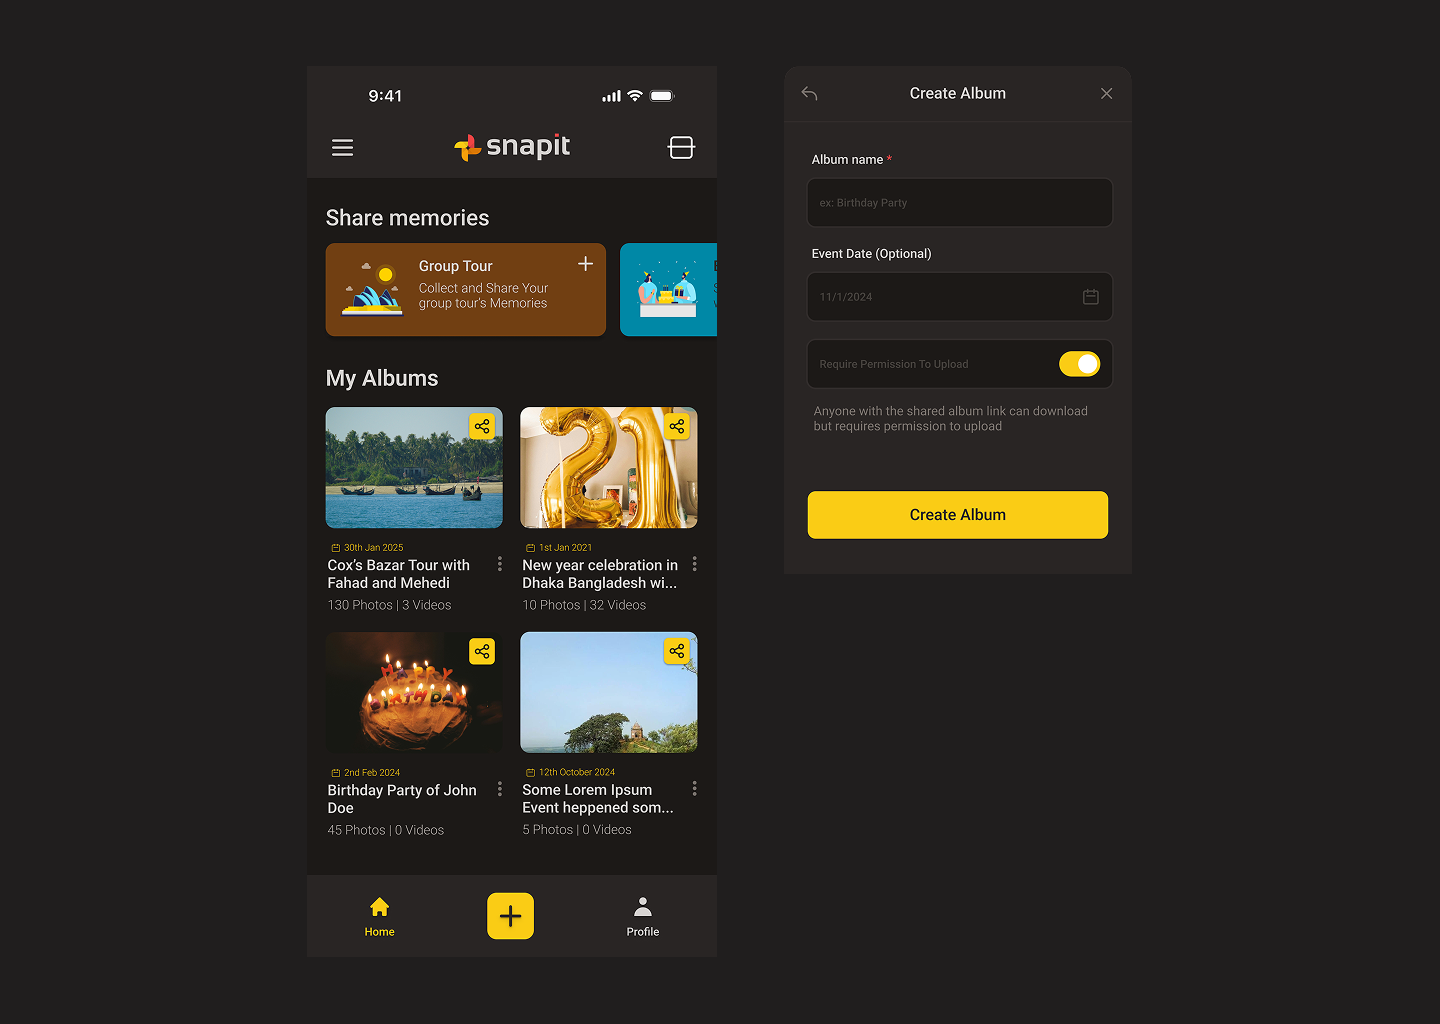 9:41
snapit
Share memories
Group Tour
Collect and Share Your
group tour's Memories
My Albums
21
30th Jan 2025
Cox's Bazar Tour with
Fahad and Mehedi
130 Photos | 3 Videos
1st Jan 2021
New year celebration in
Dhaka Bangladesh wi...
10 Photos | 32 Videos
HAPPY
BIRTHDAY
2nd Feb 2024
Birthday Party of John
Doe
45 Photos | 0 Videos
12th October 2024
Some Lorem Ipsum
Event heppened som...
5 Photos | 0 Videos
Home
Profile
Create Album
Album name *
ex: Birthday Party
Event Date (Optional)
11/1/2024
Require Permission To Upload
Anyone with the shared album link can download
but requires permission to upload
Create Album